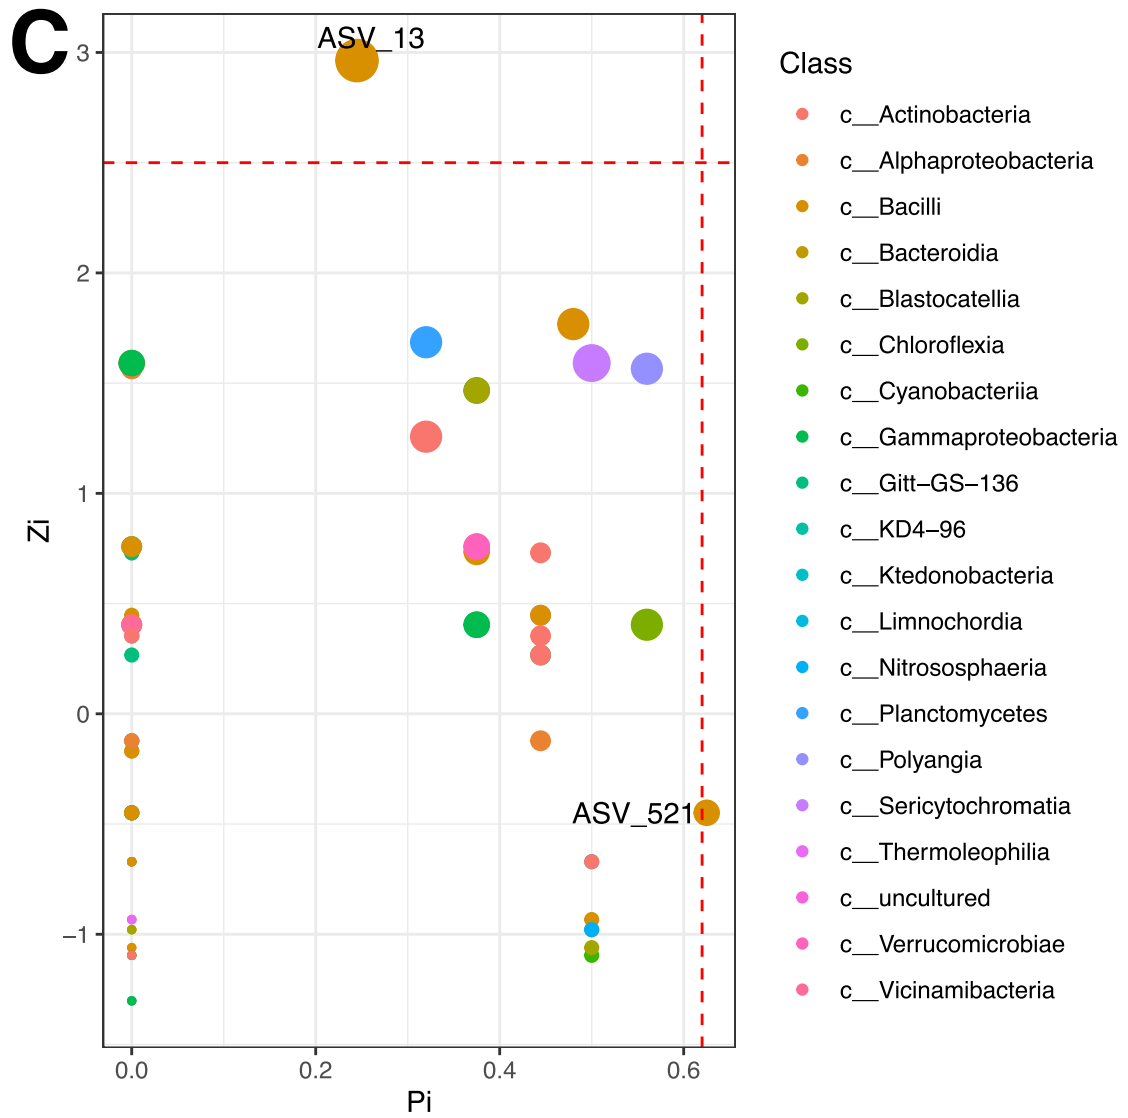 C
ASV_13
ASV_521
3
2
1
0
−1
0.0 0.2 0.4 0.6
Zi
Pi
Class
c__Actinobacteria
c__Alphaproteobacteria
c__Bacilli
c__Bacteroidia
c__Blastocatellia
c__Chloroflexia
c__Cyanobacteriia
c__Gammaproteobacteria
c__Gitt−GS−136
c__KD4−96
c__Ktedonobacteria
c__Limnochordia
c__Nitrososphaeria
c__Planctomycetes
c__Polyangia
c__Sericytochromatia
c__Thermoleophilia
c__uncultured
c__Verrucomicrobiae
c__Vicinamibacteria